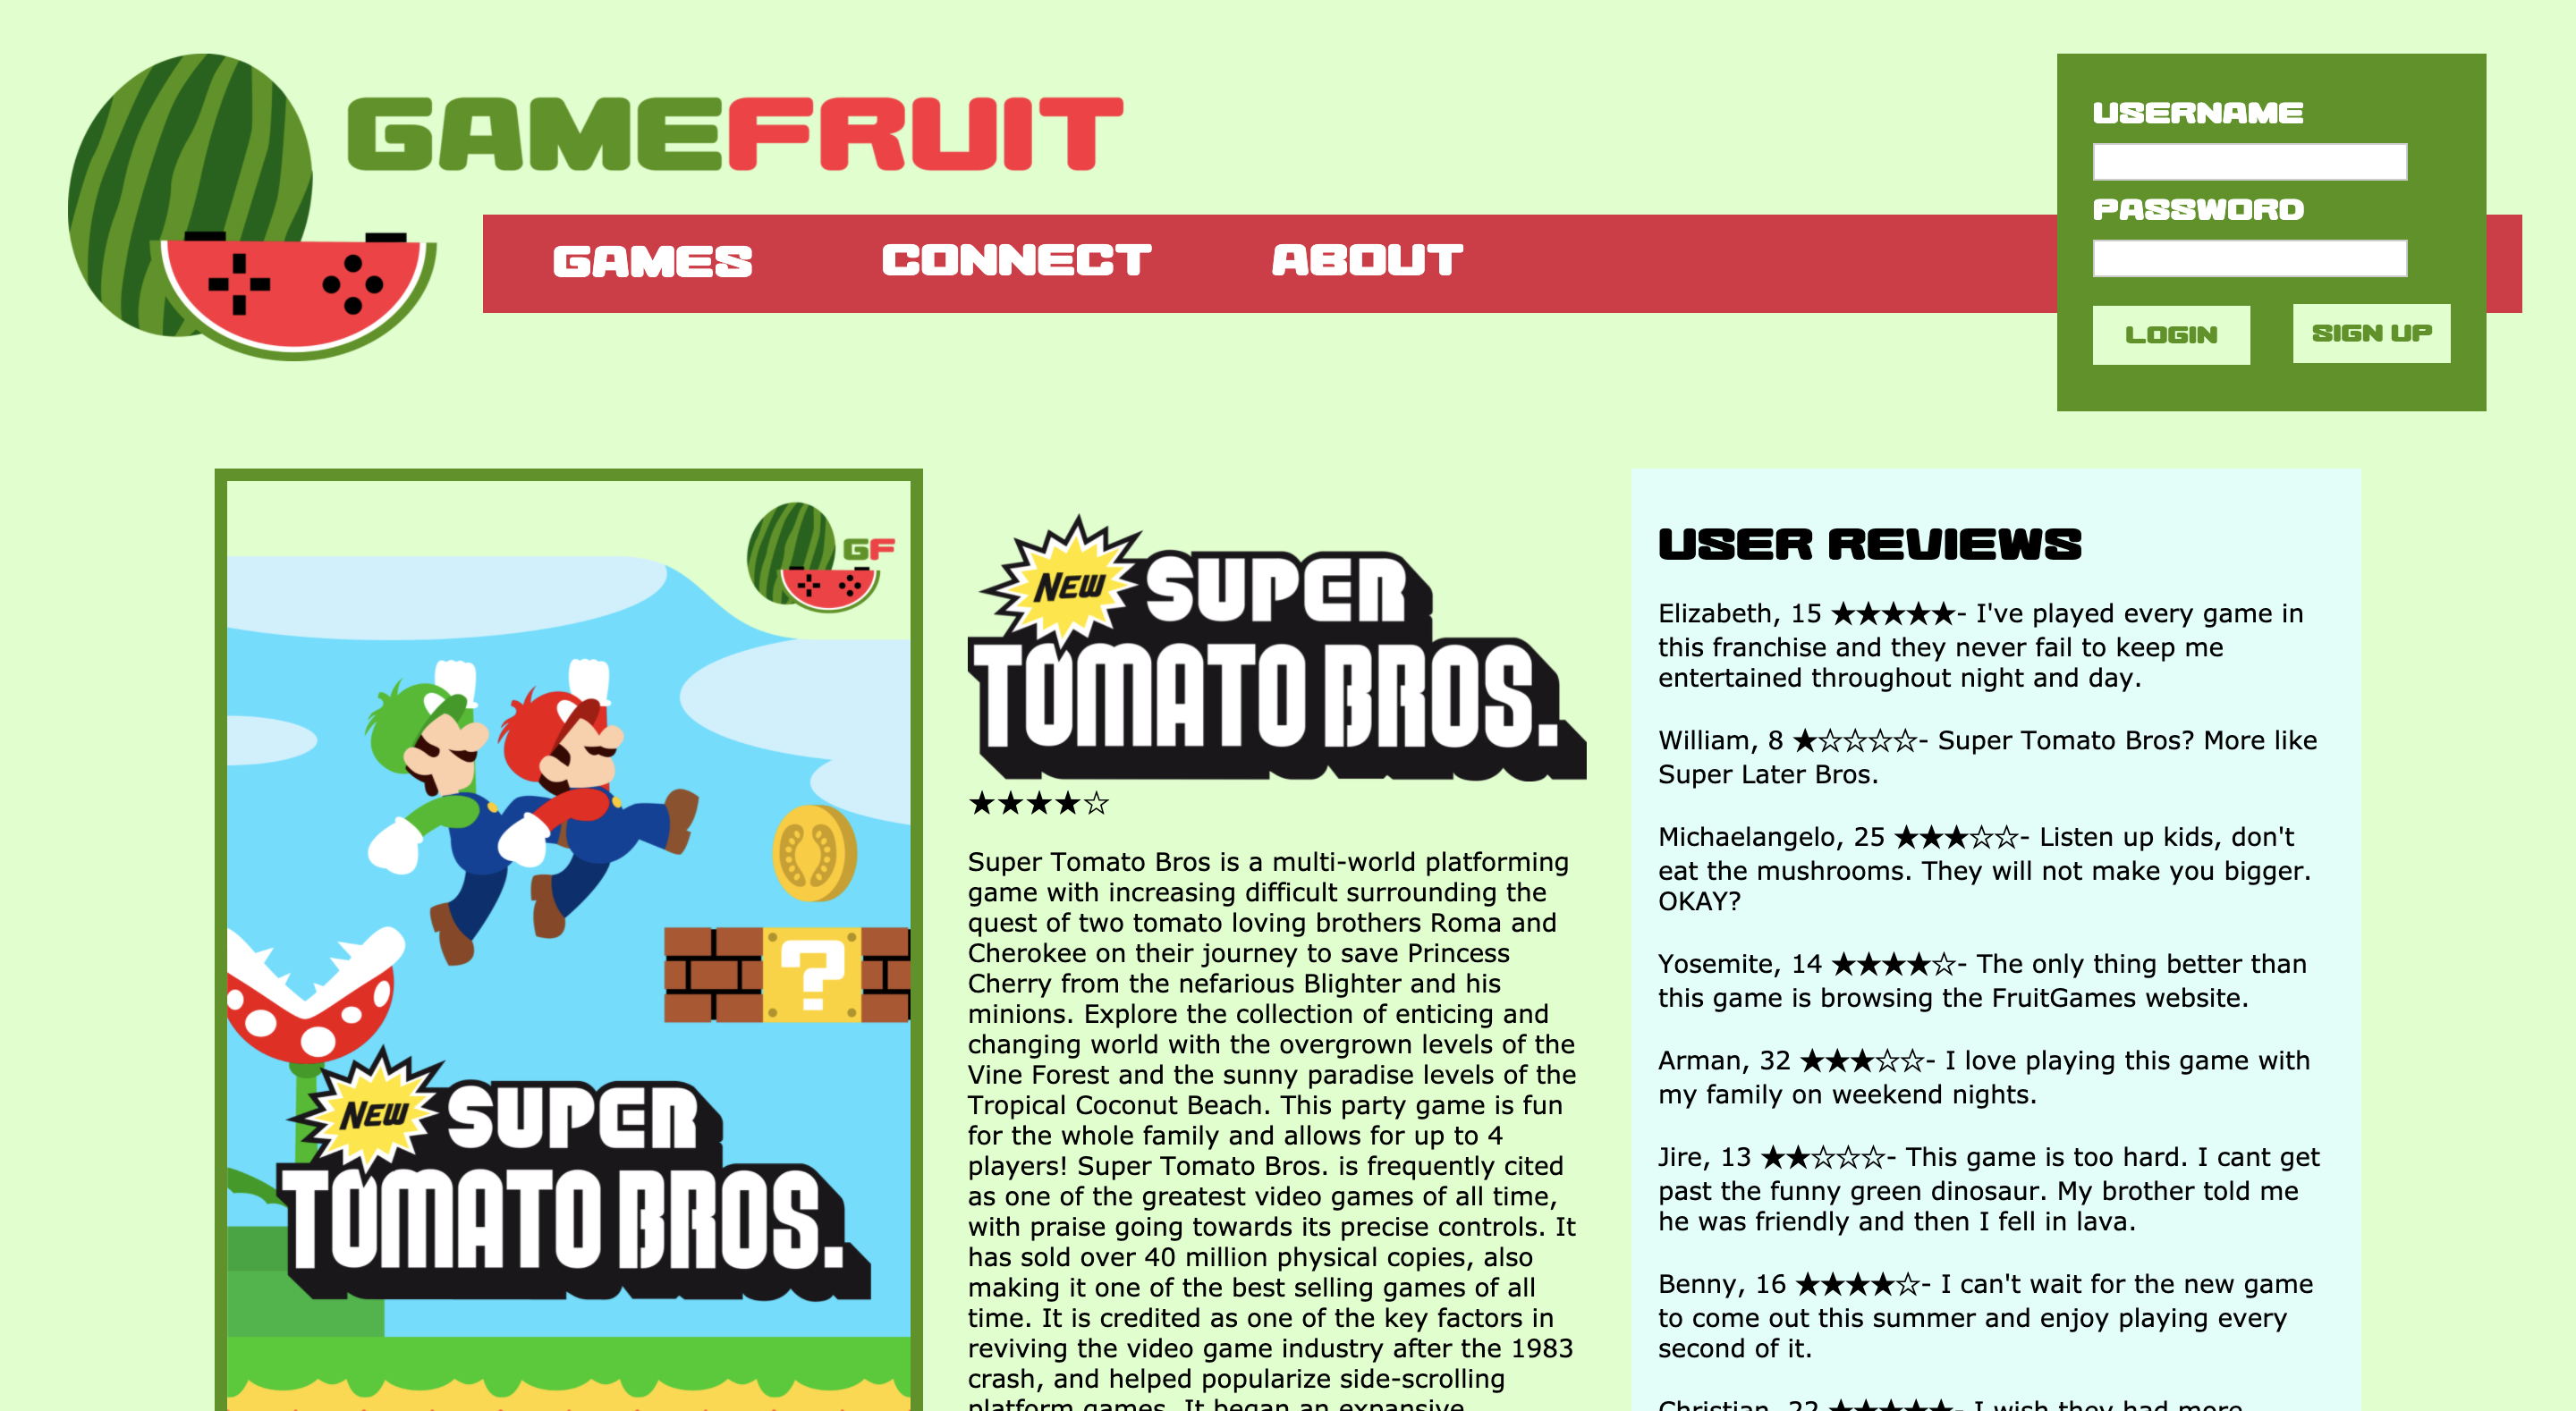 GAMEFRUIT
GAMES CONNECT ABOUT
USERNAME
PASSWORD
LOGIN SIGN UP
GF
NEW SUPER
TOMATO BROS.
NEW SUPER
TOMATO BROS.
★★★★☆
Super Tomato Bros is a multi-world platforming
game with increasing difficult surrounding the
quest of two tomato loving brothers Roma and
Cherokee on their journey to save Princess
Cherry from the nefarious Blighter and his
minions. Explore the collection of enticing and
changing world with the overgrown levels of the
Vine Forest and the sunny paradise levels of the
Tropical Coconut Beach. This party game is fun
for the whole family and allows for up to 4
players! Super Tomato Bros. is frequently cited
as one of the greatest video games of all time,
with praise going towards its precise controls. It
has sold over 40 million physical copies, also
making it one of the best selling games of all
time. It is credited as one of the key factors in
reviving the video game industry after the 1983
crash, and helped popularize side-scrolling
platform games. It began an expansive
USER REVIEWS
Elizabeth, 15 ★★★★★- I've played every game in
this franchise and they never fail to keep me
entertained throughout night and day.
William, 8 ★☆☆☆☆- Super Tomato Bros? More like
Super Later Bros.
Michaelangelo, 25 ★★★☆☆- Listen up kids, don't
eat the mushrooms. They will not make you bigger.
OKAY?
Yosemite, 14 ★★★★☆- The only thing better than
this game is browsing the FruitGames website.
Arman, 32 ★★★☆☆- I love playing this game with
my family on weekend nights.
Jire, 13 ★★☆☆☆- This game is too hard. I cant get
past the funny green dinosaur. My brother told me
he was friendly and then I fell in lava.
Benny, 16 ★★★★☆- I can't wait for the new game
to come out this summer and enjoy playing every
second of it.
Christian, 22 ★★★★★- I wish they had more